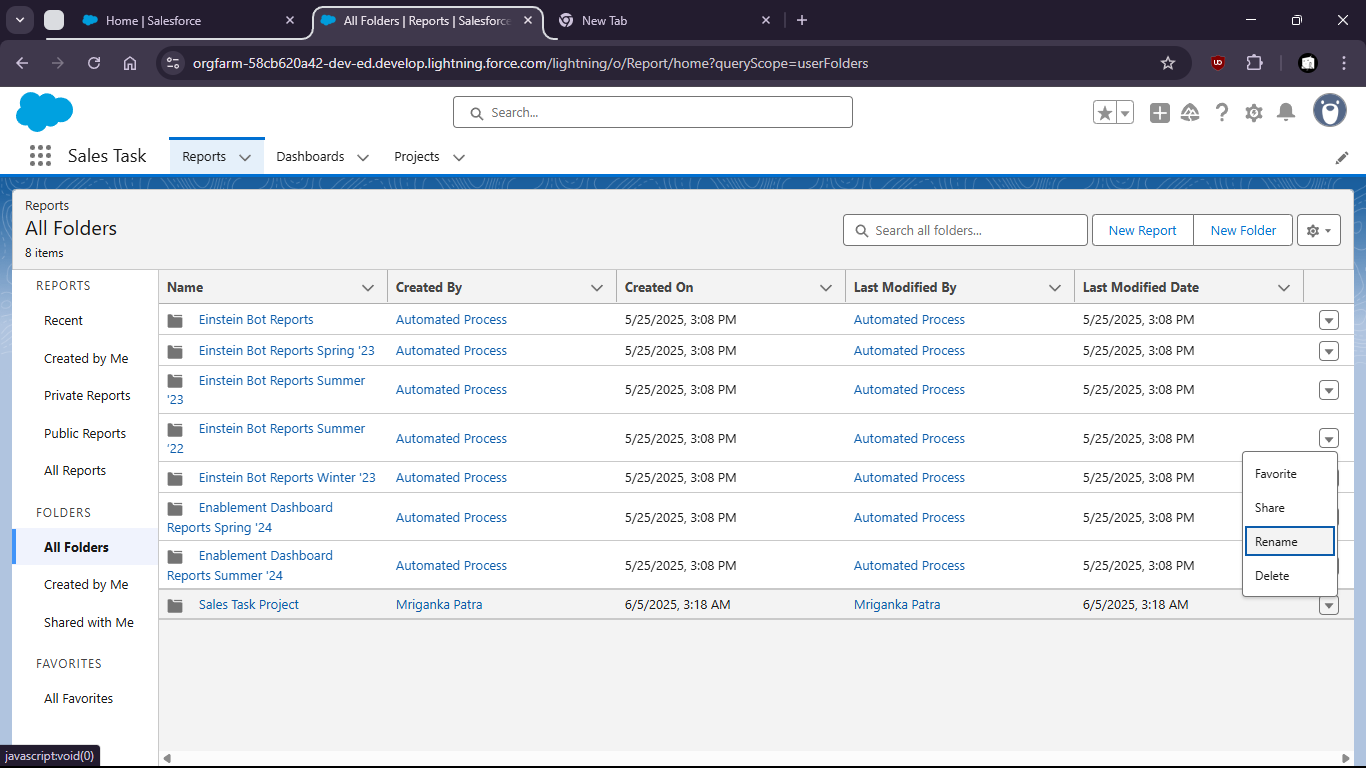 Home | Salesforce
All Folders | Reports | Salesforce
New Tab
orgfarm-58cb620a42-dev-ed.develop.lightning.force.com/lightning/o/Report/home?queryScope=userFolders
Search...
Sales Task
Reports
Dashboards
Projects
Reports
All Folders
8 items
Search all folders...
New Report
New Folder
REPORTS
Recent
Created by Me
Private Reports
Public Reports
All Reports
FOLDERS
All Folders
Created by Me
Shared with Me
FAVORITES
All Favorites
Name Created By Created On Last Modified By Last Modified Date
Einstein Bot Reports Automated Process 5/25/2025, 3:08 PM Automated Process 5/25/2025, 3:08 PM
Einstein Bot Reports Spring '23 Automated Process 5/25/2025, 3:08 PM Automated Process 5/25/2025, 3:08 PM
Einstein Bot Reports Summer
'23 Automated Process 5/25/2025, 3:08 PM Automated Process 5/25/2025, 3:08 PM
Einstein Bot Reports Summer
'22 Automated Process 5/25/2025, 3:08 PM Automated Process 5/25/2025, 3:08 PM
Einstein Bot Reports Winter '23 Automated Process 5/25/2025, 3:08 PM Automated Process 5/25/2025, 3:08 PM
Enablement Dashboard
Reports Spring '24 Automated Process 5/25/2025, 3:08 PM Automated Process 5/25/2025, 3:08 PM
Enablement Dashboard
Reports Summer '24 Automated Process 5/25/2025, 3:08 PM Automated Process 5/25/2025, 3:08 PM
Sales Task Project Mriganka Patra 6/5/2025, 3:18 AM Mriganka Patra 6/5/2025, 3:18 AM
Favorite
Share
Rename
Delete
javascript:void(0)